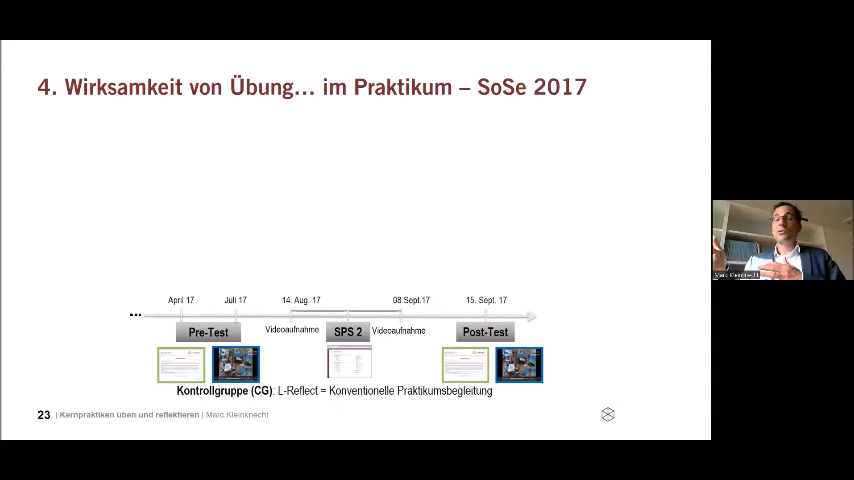 4. Wirksamkeit von Übung... im Praktikum – SoSe 2017
April 17 Juli 17 14. Aug. 17 08.Sept.17 15. Sept. 17
...
Pre-Test Videoaufnahme SPS 2 Videoaufnahme Post-Test
Kontrollgruppe (CG): L-Reflect = Konventionelle Praktikumsbegleitung
23 | Kernpraktiken üben und reflektieren | Marc Kleinknecht
Marc Kleinknecht